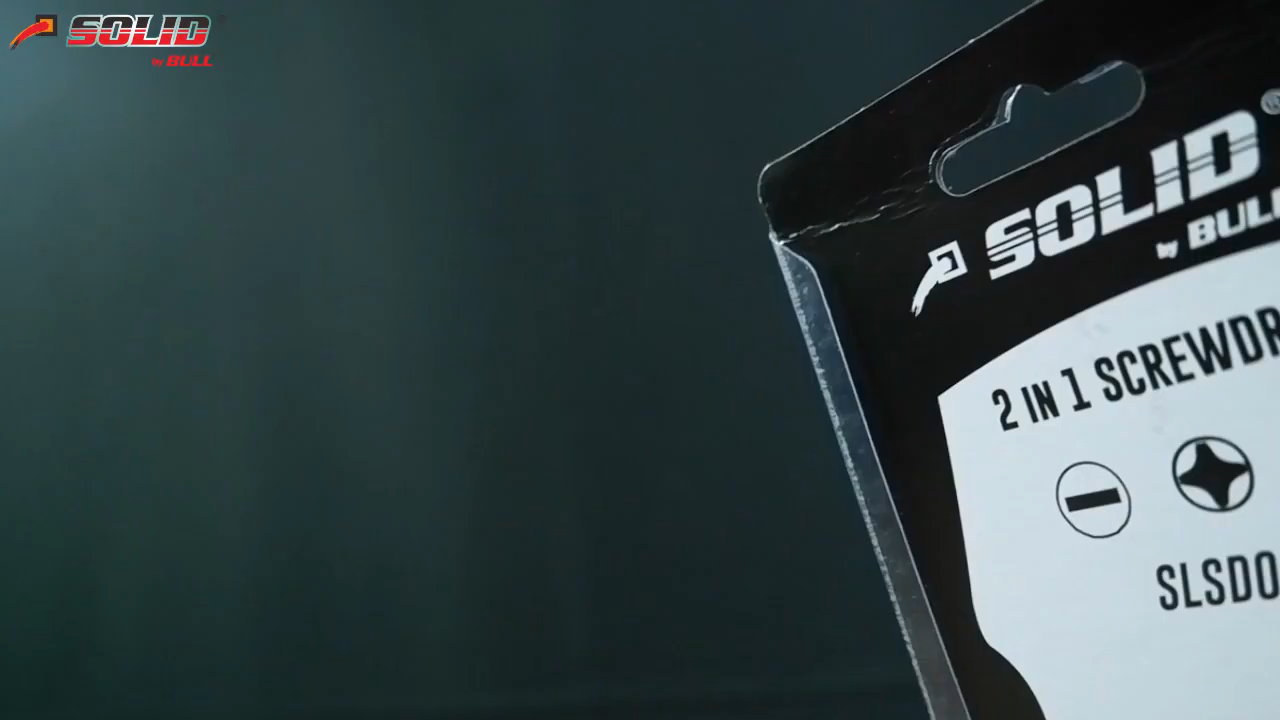 SOLID
by BULL
SOLID®
by BULL
2 IN 1 SCREWDR
SLSDO